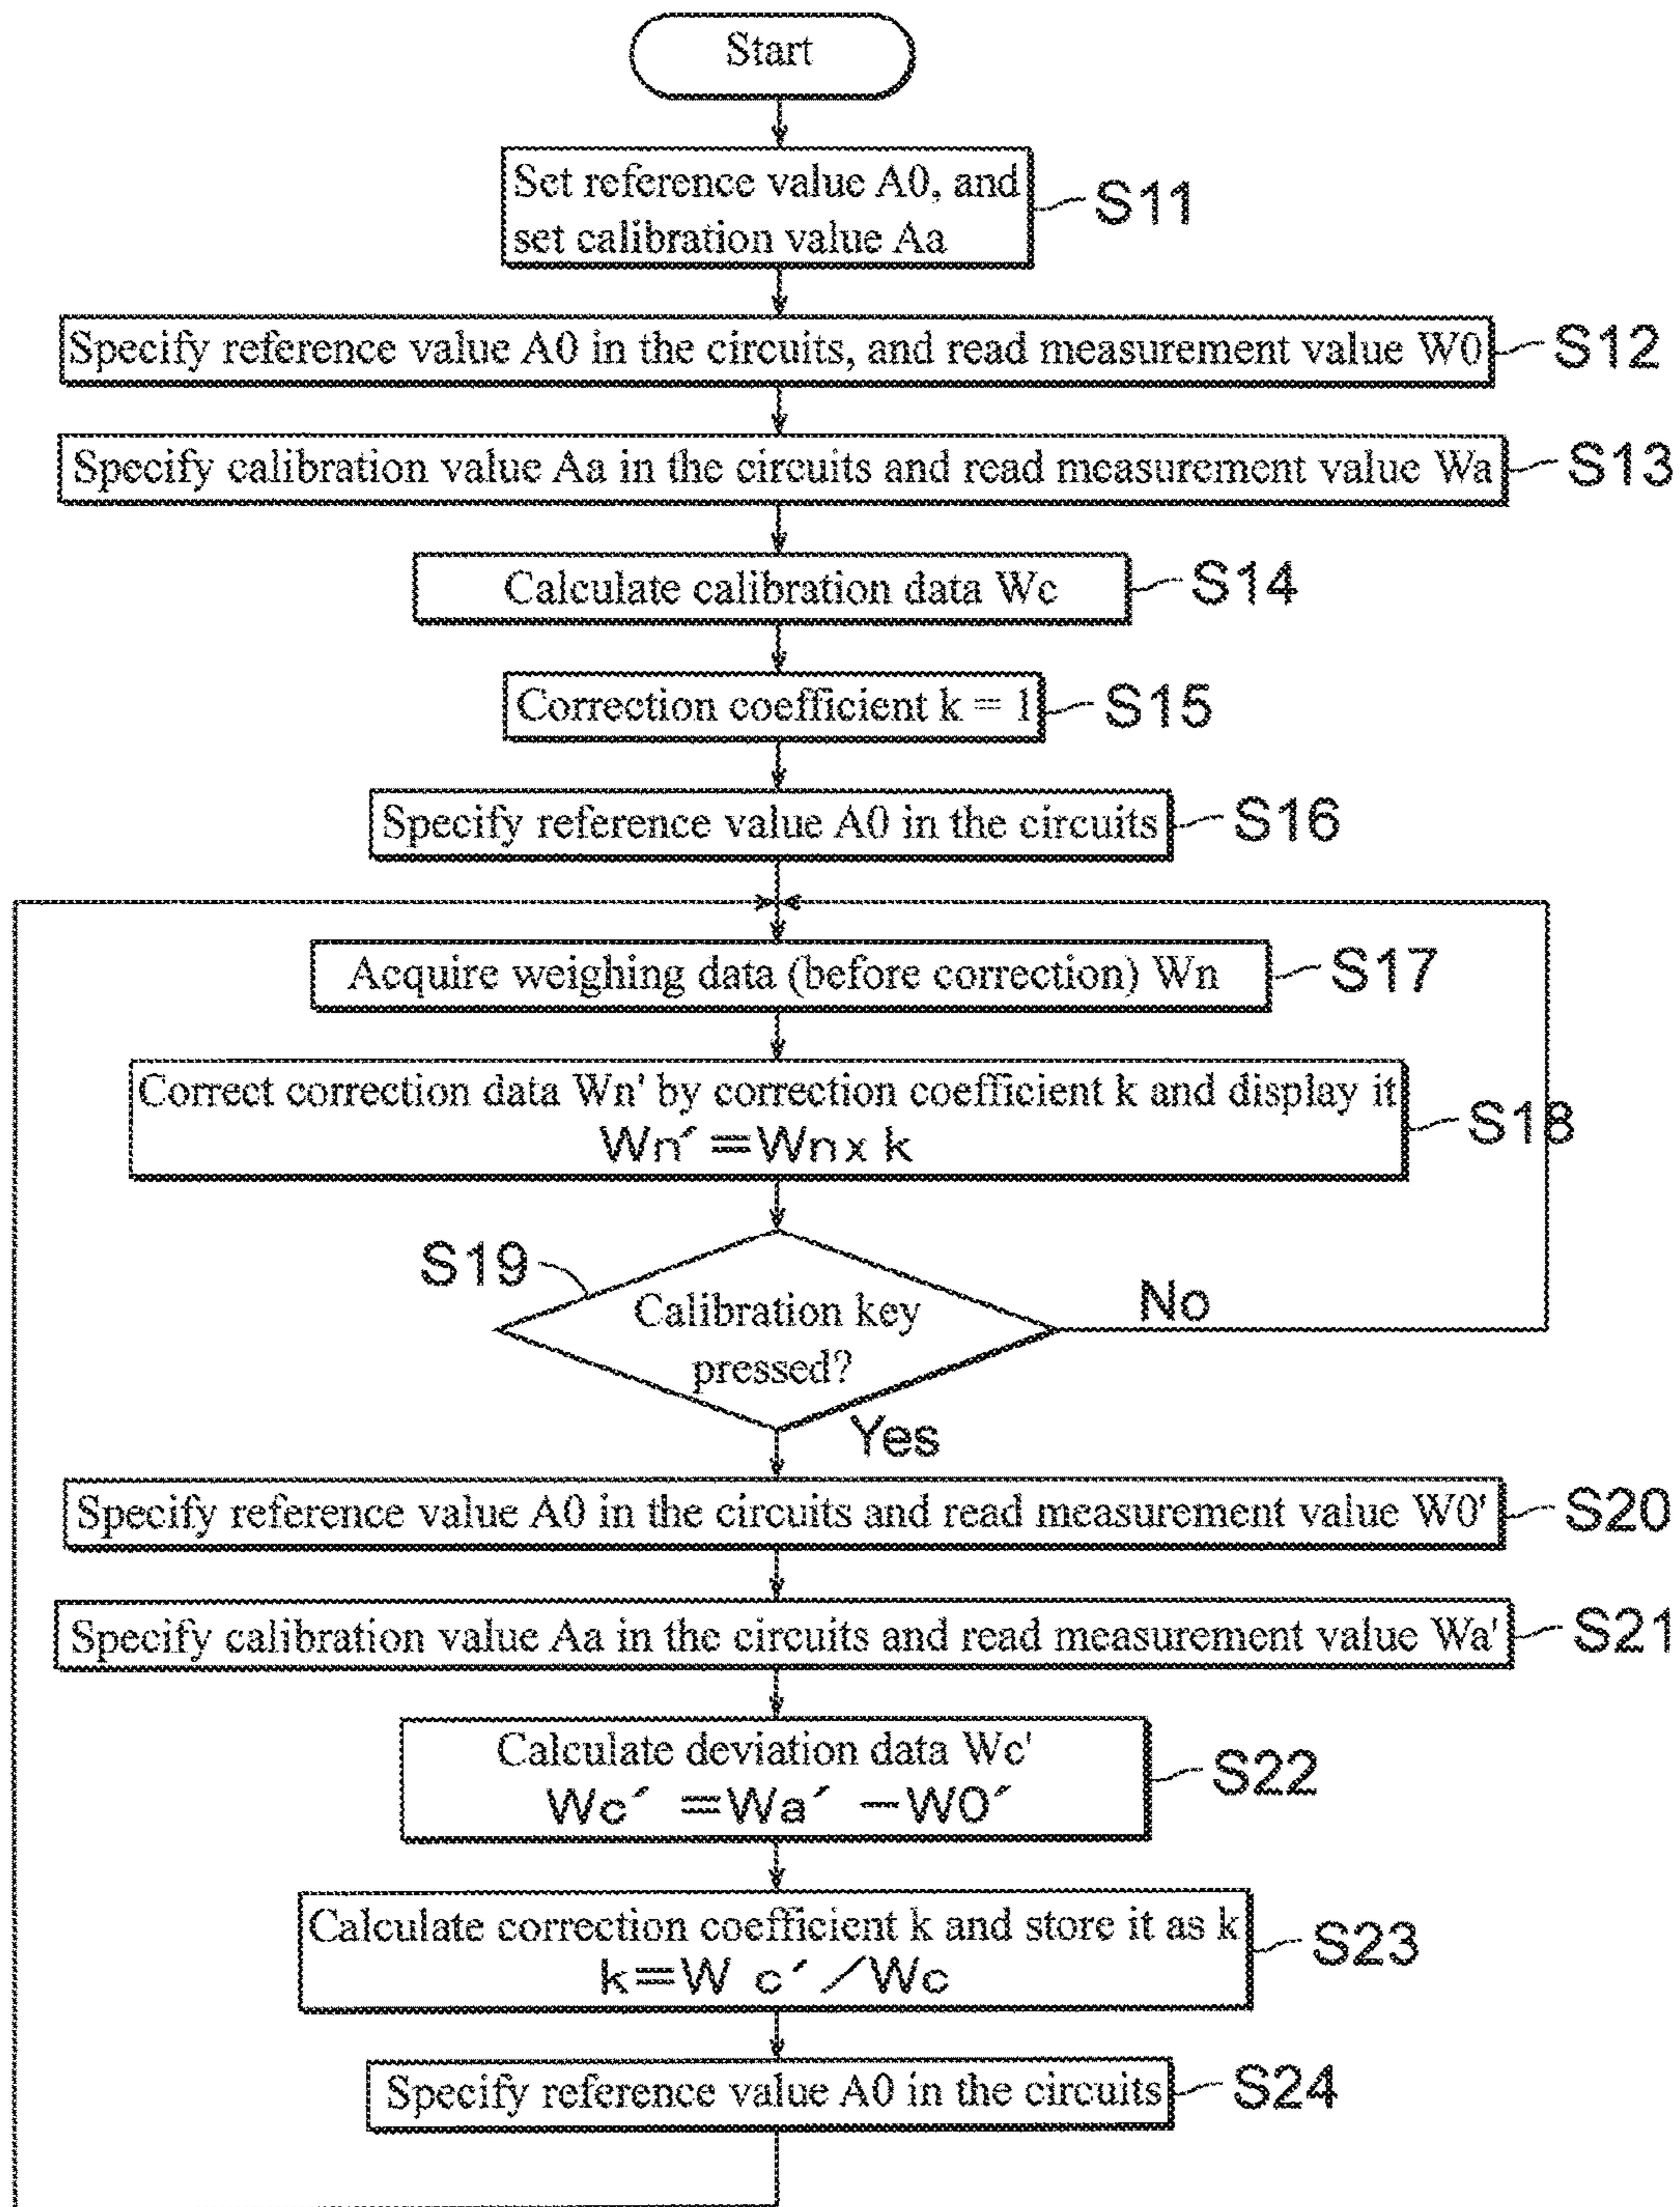 Start
Set reference value A0, and
set calibration value Aa
S11
Specify reference value A0 in the circuits, and read measurement value W0
S12
Specify calibration value Aa in the circuits and read measurement value Wa
S13
Calculate calibration data Wc
S14
Correction coefficient k = 1
S15
Specify reference value A0 in the circuits
S16
Acquire weighing data (before correction) Wn
S17
Correct correction data Wn' by correction coefficient k and display it
Wn´=Wn x k
S18
S19
Calibration key
pressed?
No
Yes
Specify reference value A0 in the circuits and read measurement value W0'
S20
Specify calibration value Aa in the circuits and read measurement value Wa'
S21
Calculate deviation data Wc'
Wc´ =Wa´ −W0´
S22
Calculate correction coefficient k and store it as k
k=W c´ ／Wc
S23
Specify reference value A0 in the circuits
S24